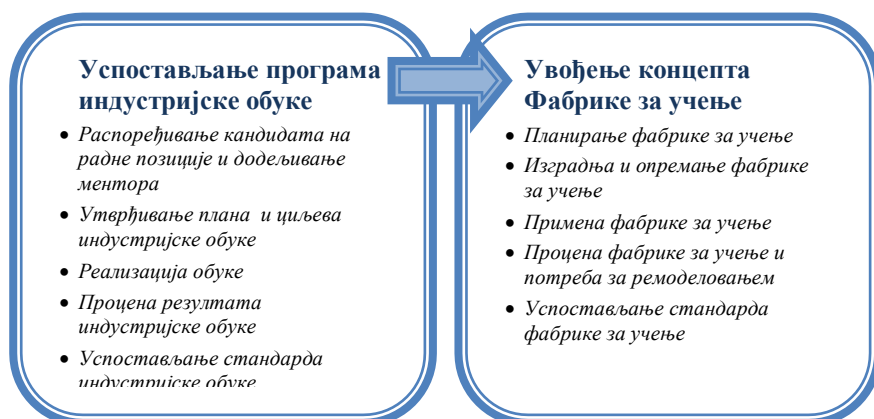 Успостављање програма
индустријске обуке
• Распоређивање кандидата на
радне позиције и додељивање
ментора
• Утврђивање плана и циљева
индустријске обуке
• Реализација обуке
• Процена резултата
индустријске обуке
• Успостављање стандарда
индустријске обуке
Увођење концепта
Фабрике за учење
• Планирање фабрике за учење
• Изградња и опремање фабрике
за учење
• Примена фабрике за учење
• Процена фабрике за учење и
потреба за ремоделовањем
• Успостављање стандарда
фабрике за учење